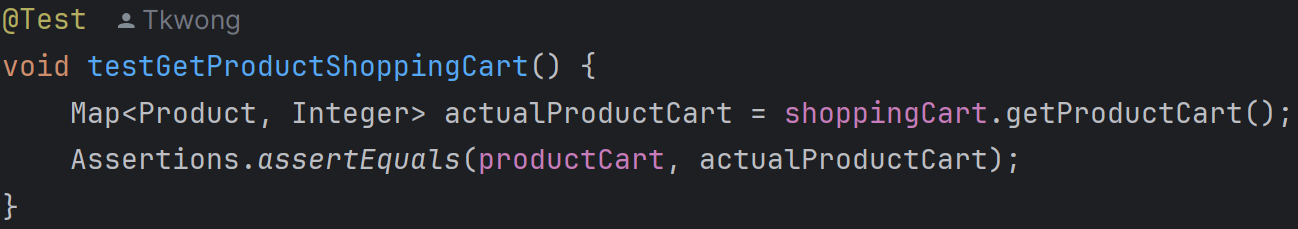 @Test Tkwong
void testGetProductShoppingCart() {
    Map<Product, Integer> actualProductCart = shoppingCart.getProductCart();
    Assertions.assertEquals(productCart, actualProductCart);
}